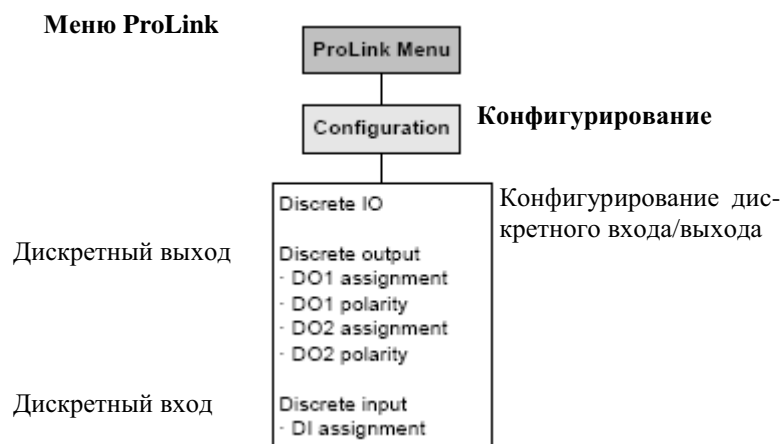 Меню ProLink
ProLink Menu
Configuration
Конфигурирование
Discrete IO
Конфигурирование дис-
кретного входа/выхода
Дискретный выход
Discrete output
· DO1 assignment
· DO1 polarity
· DO2 assignment
· DO2 polarity
Дискретный вход
Discrete input
· DI assignment